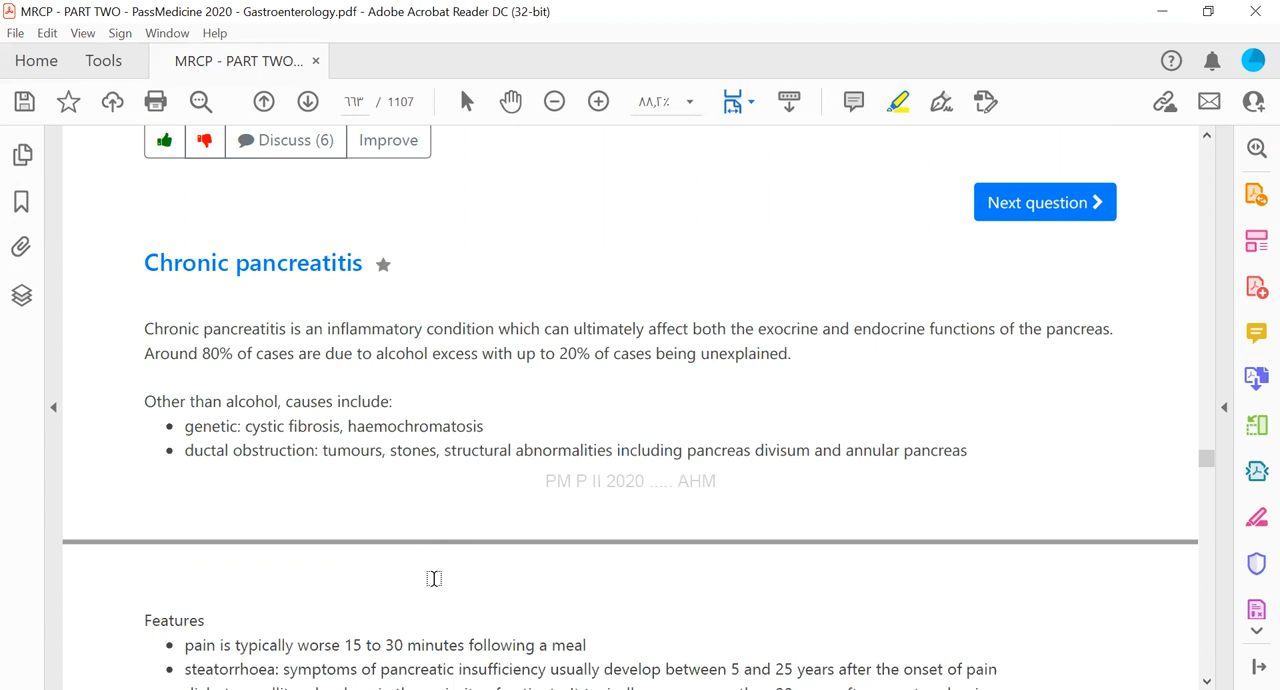 MRCP - PART TWO - PassMedicine 2020 - Gastroenterology.pdf - Adobe Acrobat Reader DC (32-bit)
File Edit View Sign Window Help
Home Tools MRCP - PART TWO... ×
٦٦٣ / 1107 ٨٨,٢٪
Discuss (6) Improve
Next question
Chronic pancreatitis
Chronic pancreatitis is an inflammatory condition which can ultimately affect both the exocrine and endocrine functions of the pancreas.
Around 80% of cases are due to alcohol excess with up to 20% of cases being unexplained.
Other than alcohol, causes include:
• genetic: cystic fibrosis, haemochromatosis
• ductal obstruction: tumours, stones, structural abnormalities including pancreas divisum and annular pancreas
PM P II 2020 ..... AHM
Features
• pain is typically worse 15 to 30 minutes following a meal
• steatorrhoea: symptoms of pancreatic insufficiency usually develop between 5 and 25 years after the onset of pain